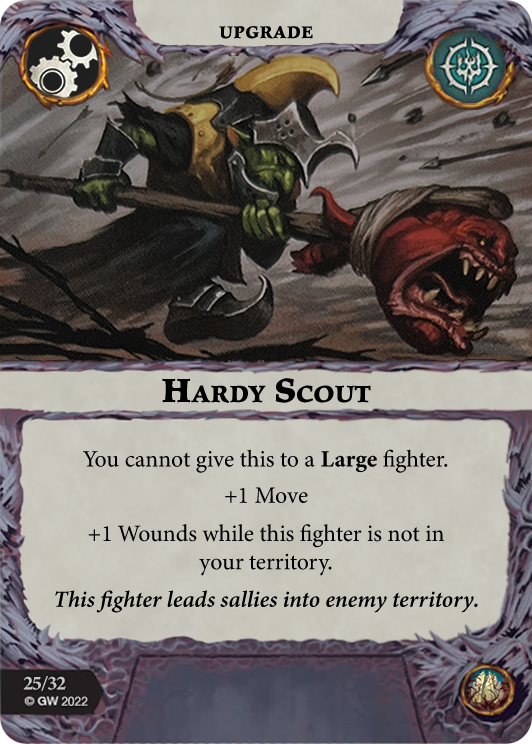 UPGRADE
HARDY SCOUT
You cannot give this to a Large fighter.
+1 Move
+1 Wounds while this fighter is not in
your territory.
This fighter leads sallies into enemy territory.
25/32
© GW 2022